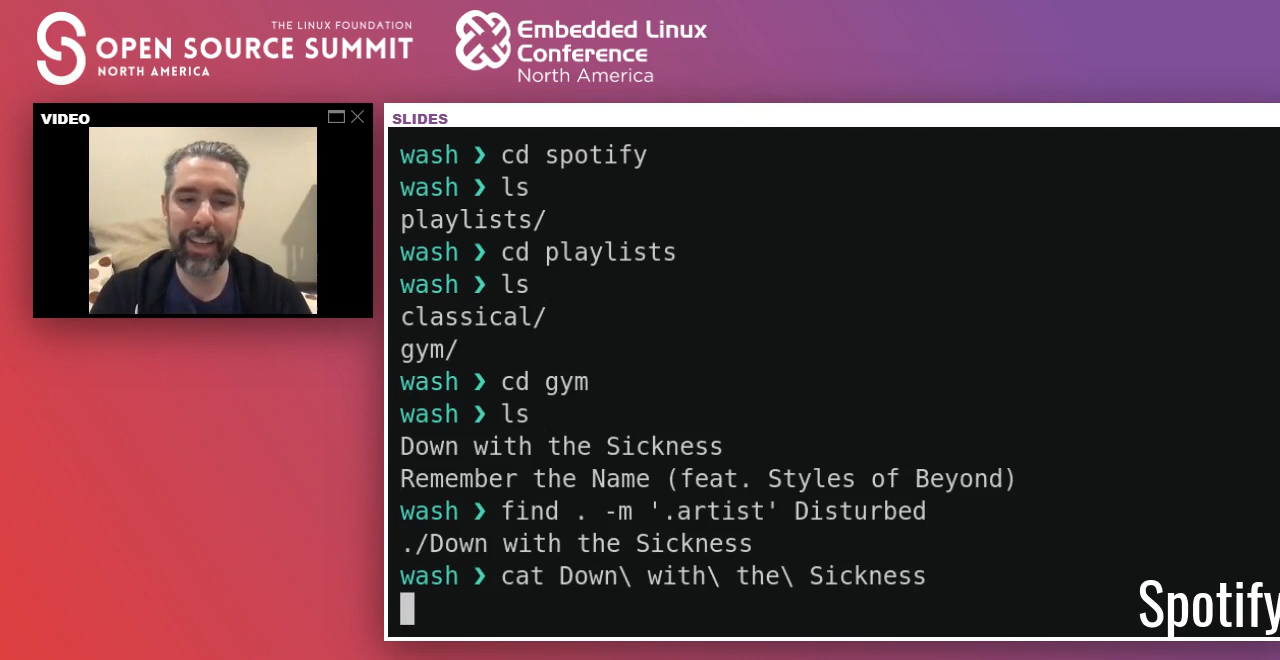 THE LINUX FOUNDATION
OPEN SOURCE SUMMIT
NORTH AMERICA
Embedded Linux
Conference
North America
VIDEO
SLIDES
wash ❯ cd spotify
wash ❯ ls
playlists/
wash ❯ cd playlists
wash ❯ ls
classical/
gym/
wash ❯ cd gym
wash ❯ ls
Down with the Sickness
Remember the Name (feat. Styles of Beyond)
wash ❯ find . -m '.artist' Disturbed
./Down with the Sickness
wash ❯ cat Down\ with\ the\ Sickness
Spotify